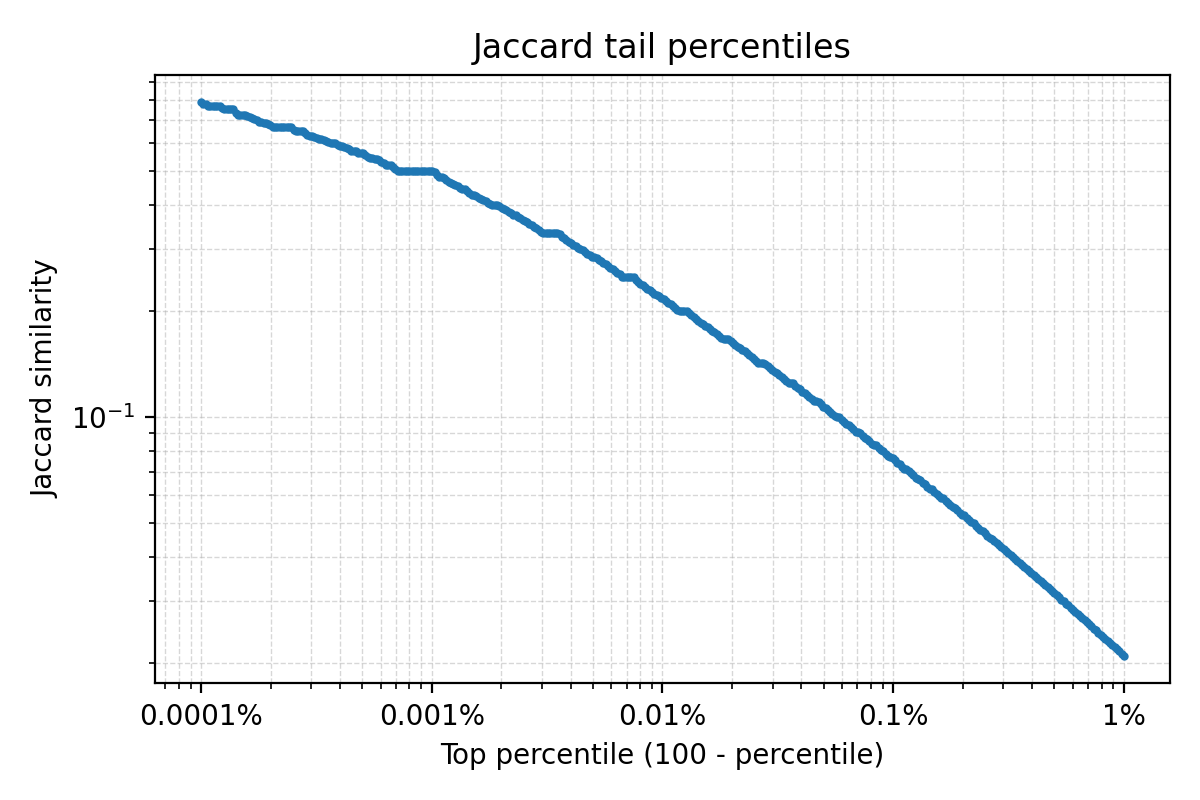 Jaccard tail percentiles
Jaccard similarity
10⁻¹
0.0001% 0.001% 0.01% 0.1% 1%
Top percentile (100 - percentile)